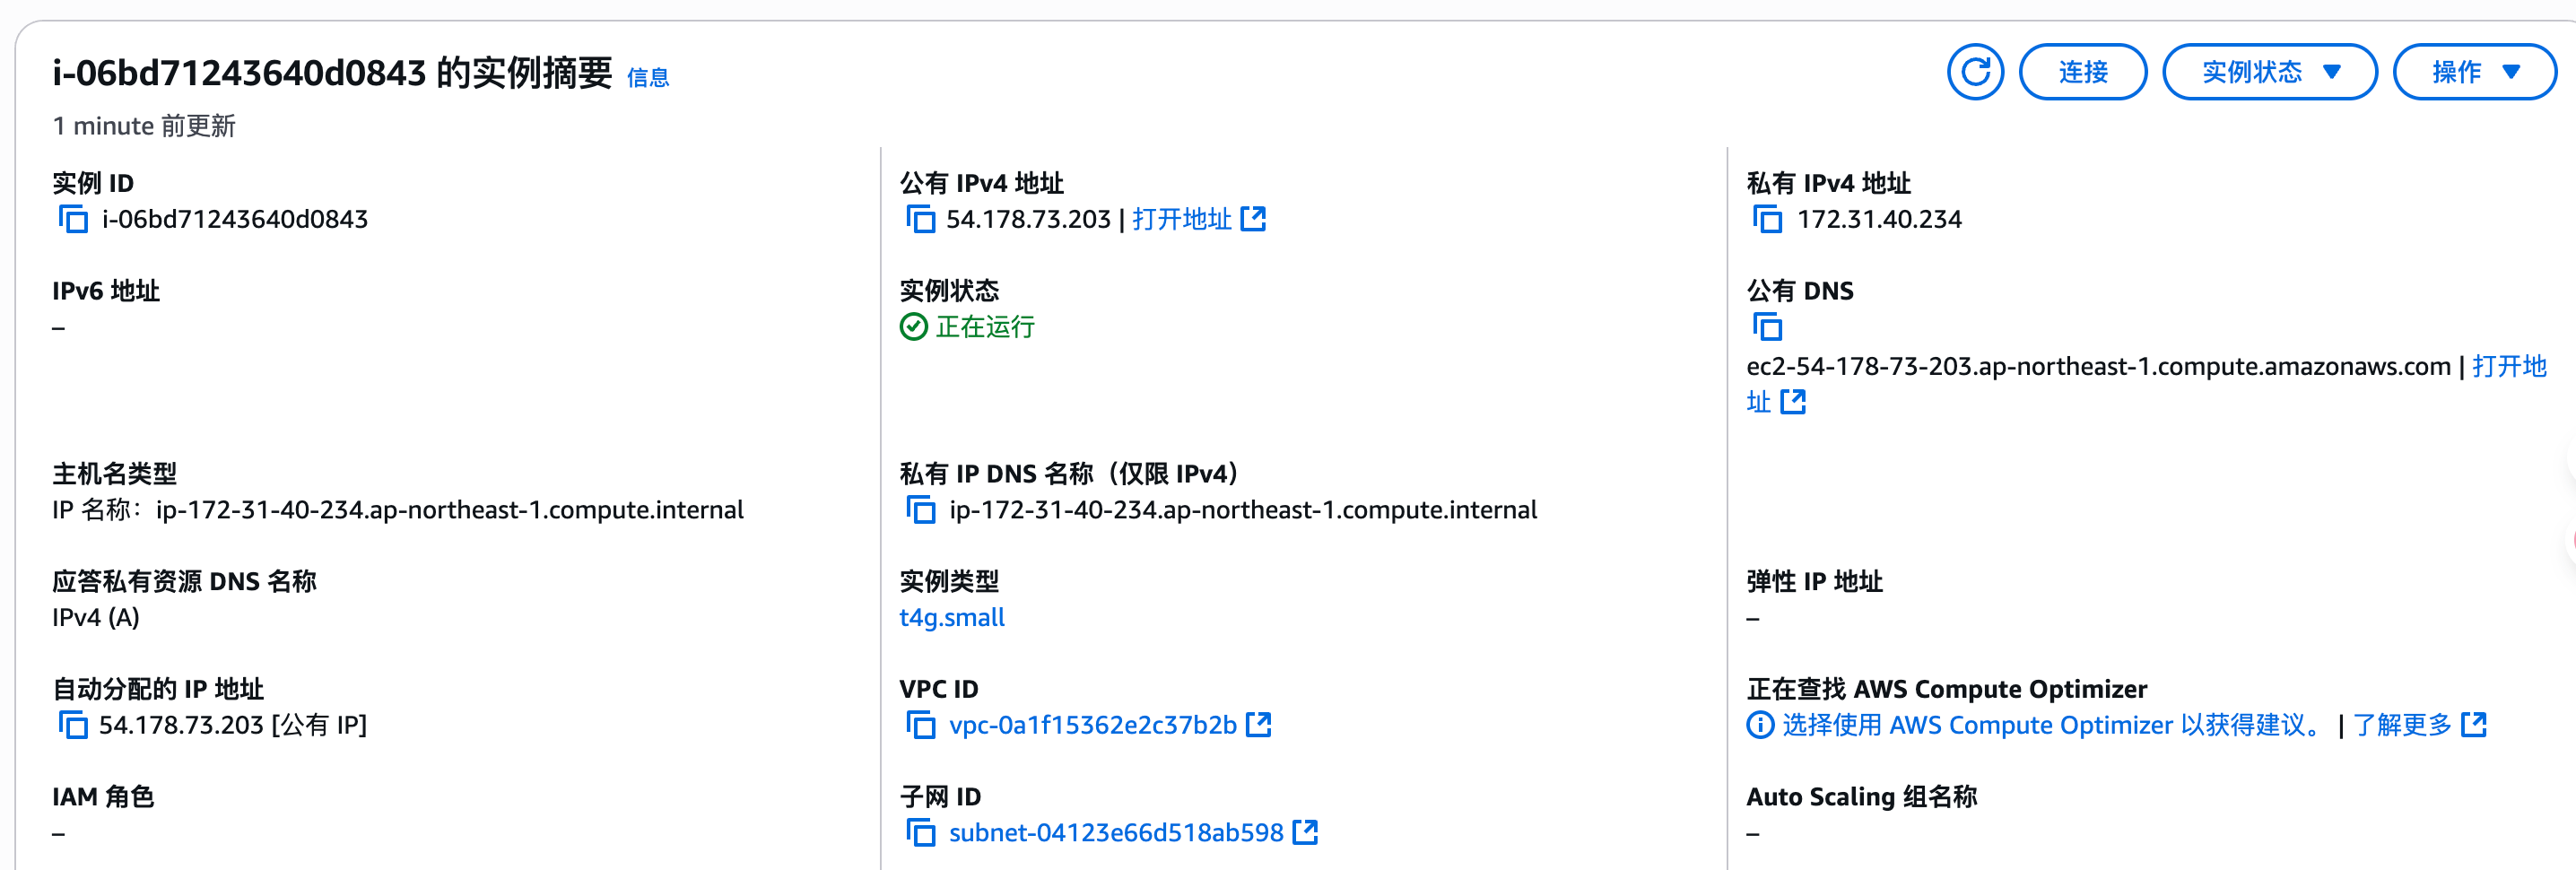 i-06bd71243640d0843 的实例摘要 信息
连接
实例状态
操作
1 minute 前更新
实例 ID
i-06bd71243640d0843
公有 IPv4 地址
54.178.73.203 | 打开地址
私有 IPv4 地址
172.31.40.234
IPv6 地址
–
实例状态
正在运行
公有 DNS
ec2-54-178-73-203.ap-northeast-1.compute.amazonaws.com | 打开地
址
主机名类型
IP 名称：ip-172-31-40-234.ap-northeast-1.compute.internal
私有 IP DNS 名称（仅限 IPv4）
ip-172-31-40-234.ap-northeast-1.compute.internal
应答私有资源 DNS 名称
IPv4 (A)
实例类型
t4g.small
弹性 IP 地址
–
自动分配的 IP 地址
54.178.73.203 [公有 IP]
VPC ID
vpc-0a1f15362e2c37b2b
正在查找 AWS Compute Optimizer
选择使用 AWS Compute Optimizer 以获得建议。 | 了解更多
IAM 角色
–
子网 ID
subnet-04123e66d518ab598
Auto Scaling 组名称
–